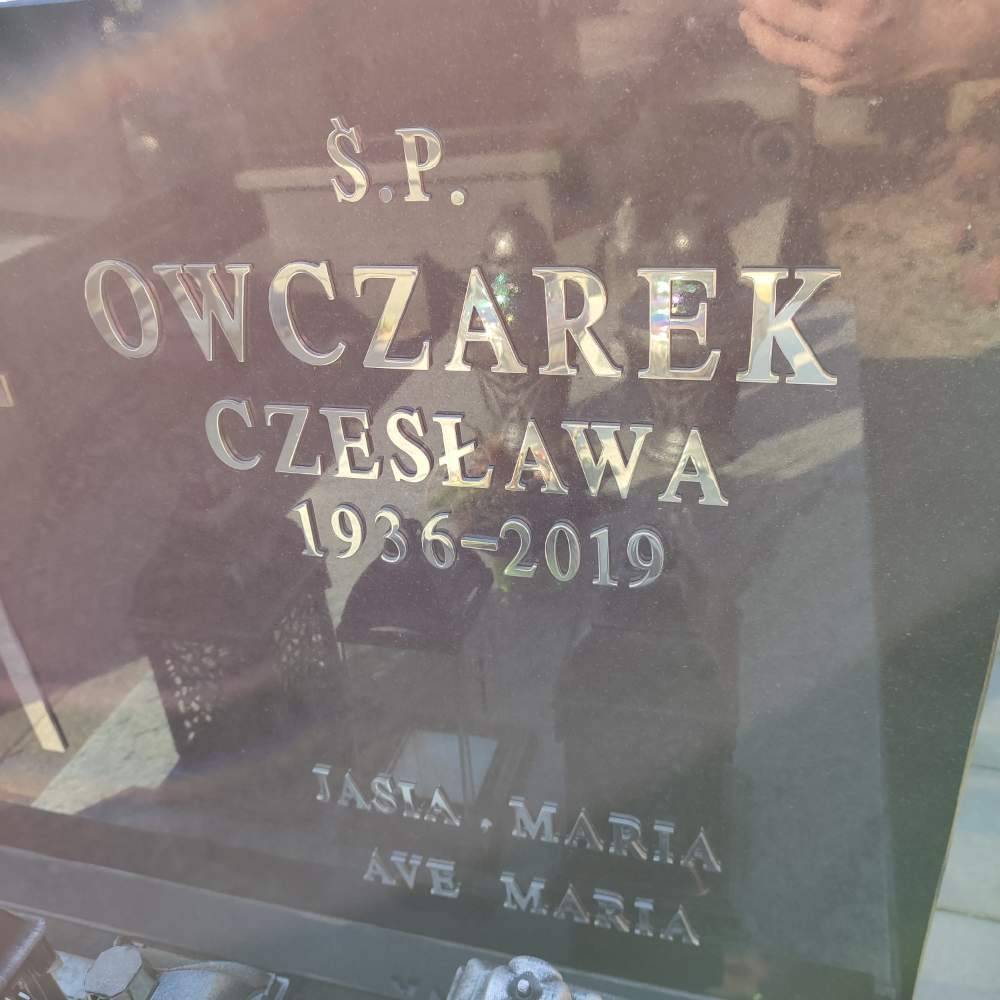 Ś.P.
OWCZAREK
CZESŁAWA
1936-2019
JASIA . MARIA
AVE MARIA